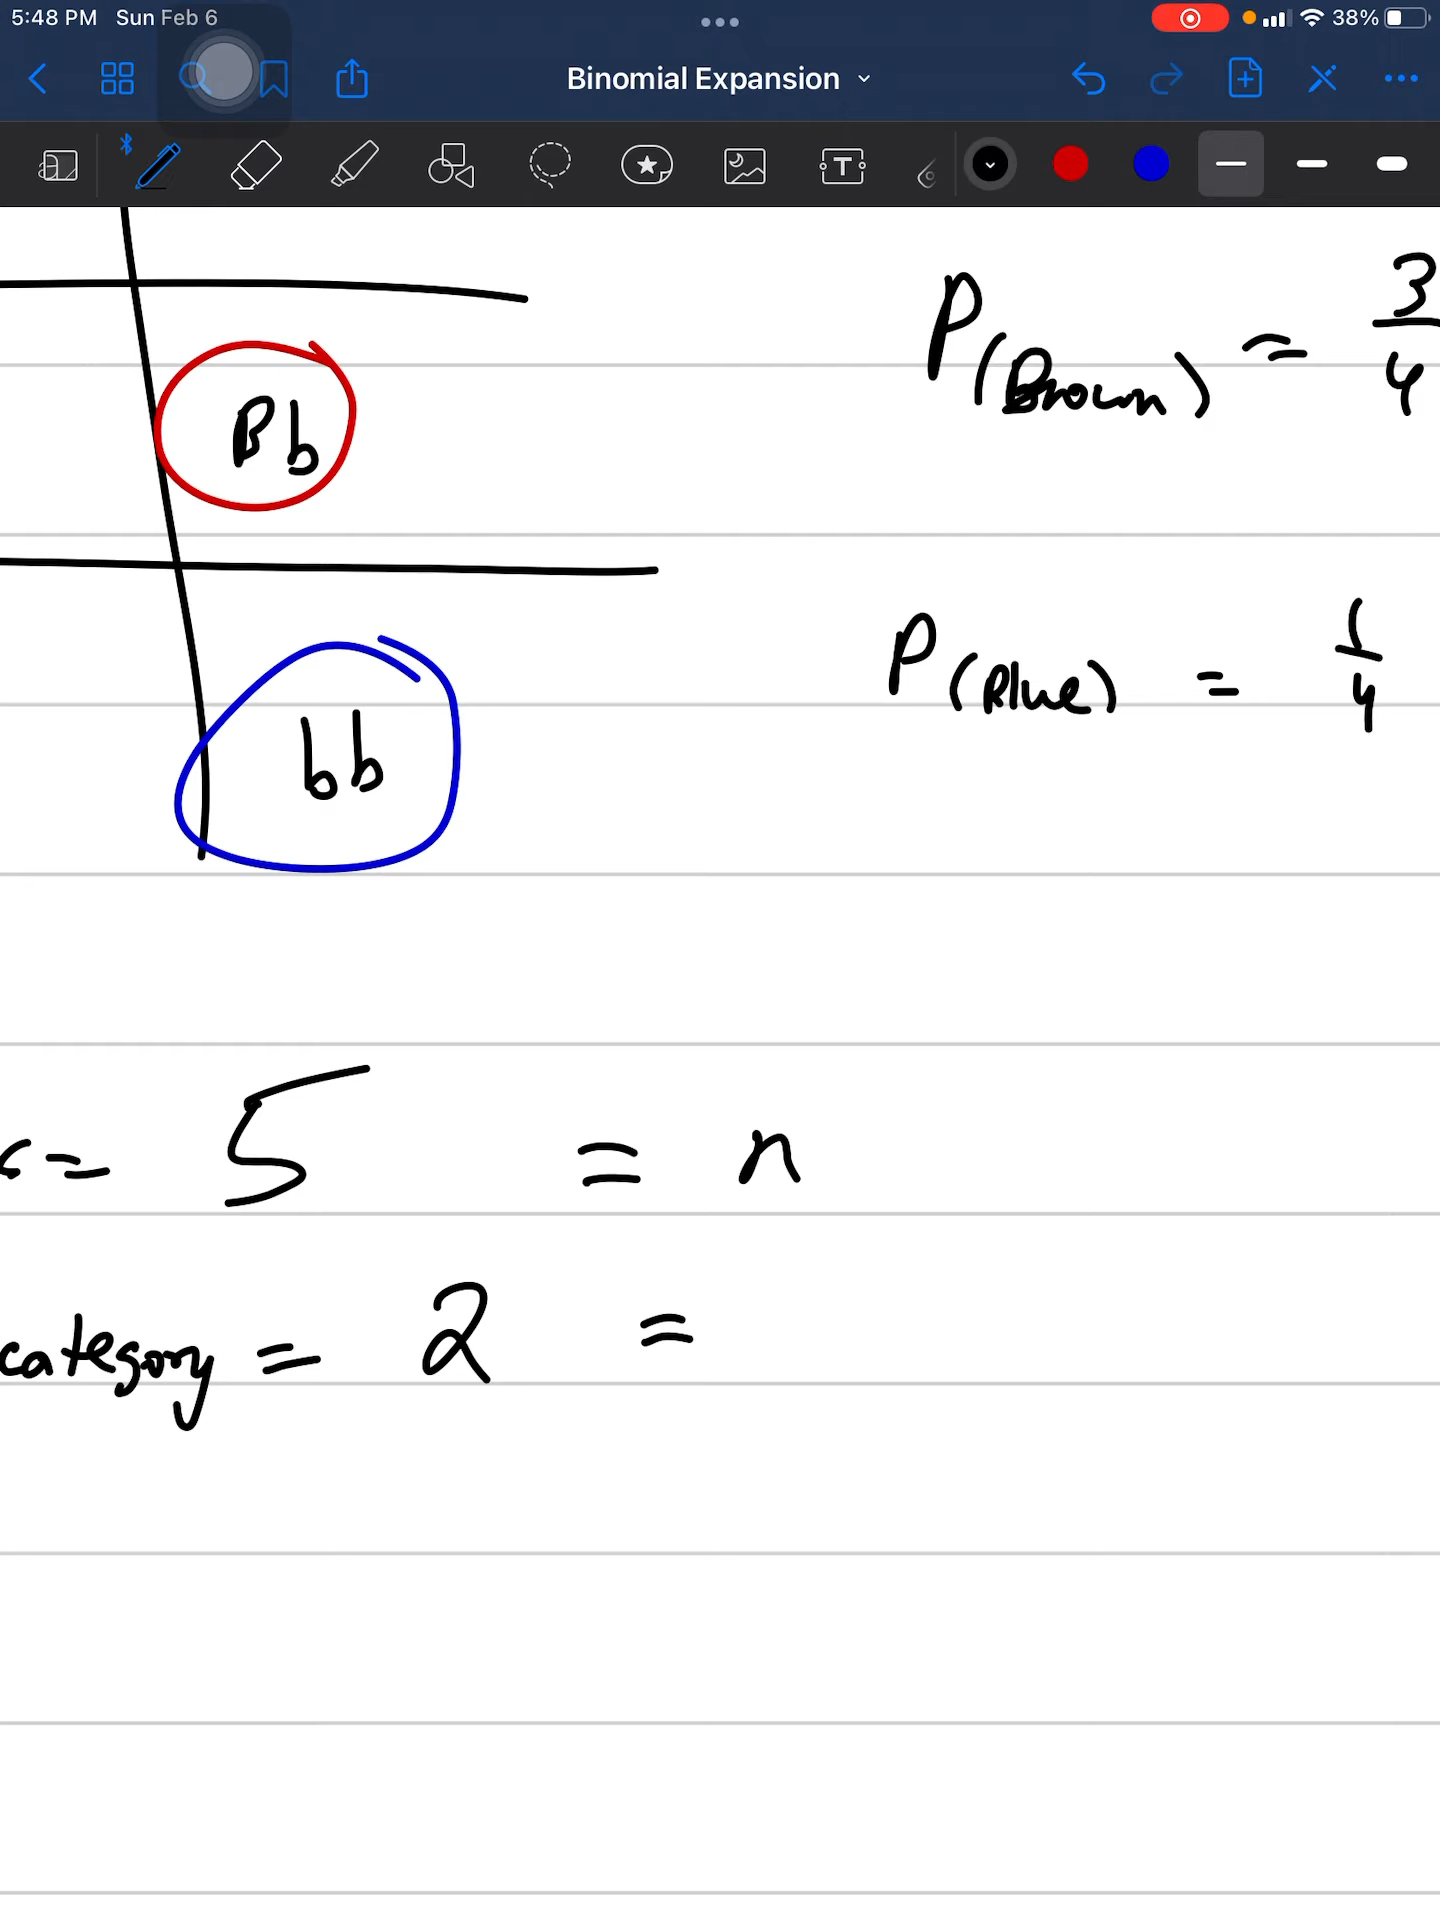 5:48 PM Sun Feb 6
38%
Binomial Expansion
P(Brown) = 3/4
Bb
P(Blue) = 1/4
bb
= 5 = n
category = 2 =